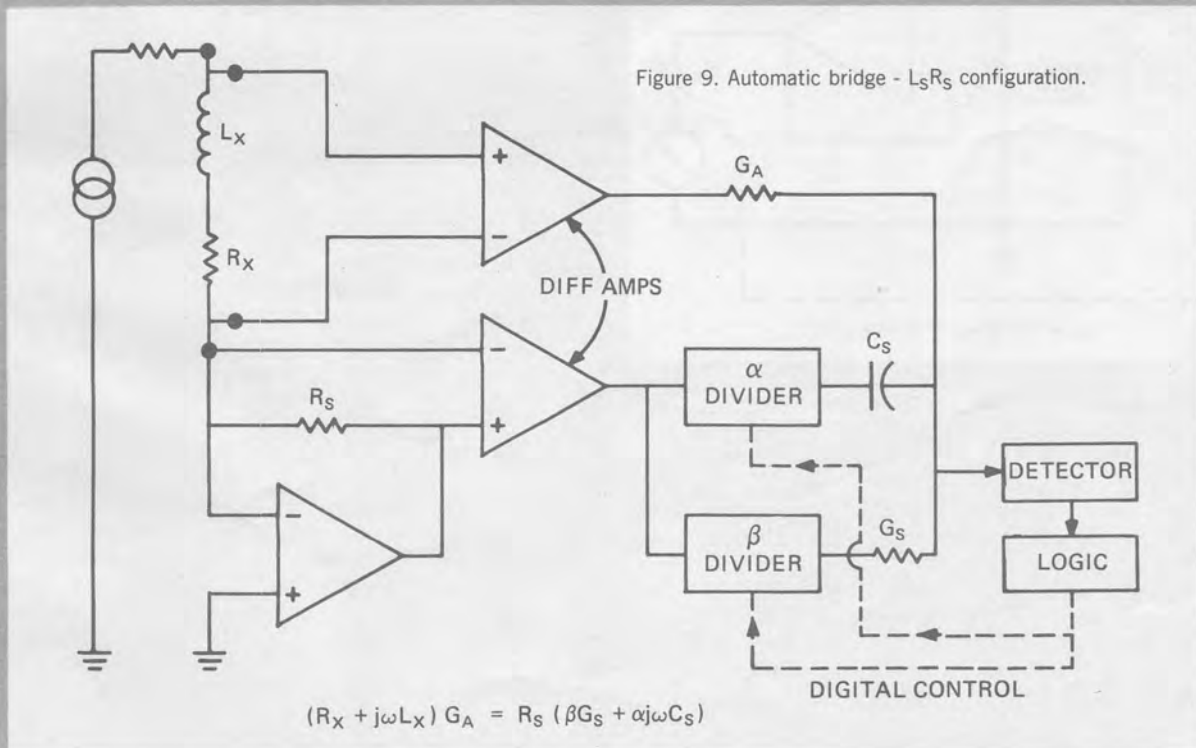 Figure 9. Automatic bridge - LSRS configuration.
LX
RX
+
−
GA
DIFF AMPS
−
+
RS
−
+
α
DIVIDER
CS
β
DIVIDER
GS
DETECTOR
LOGIC
DIGITAL CONTROL
(RX + jωLX) GA = RS (βGS + αjωCS)